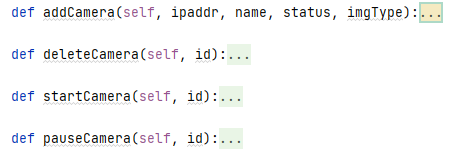 def addCamera(self, ipaddr, name, status, imgType):...
def deleteCamera(self, id):...
def startCamera(self, id):...
def pauseCamera(self, id):...